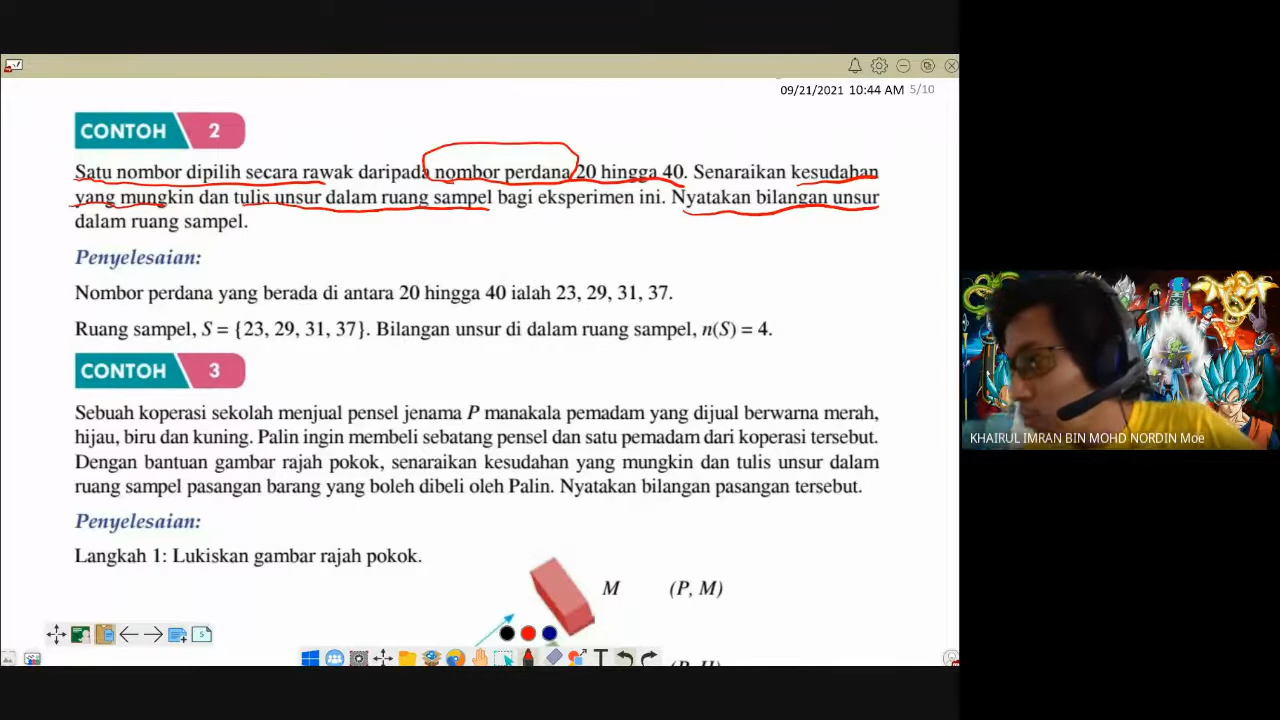 09/21/2021 10:44 AM 5/10
CONTOH 2
Satu nombor dipilih secara rawak daripada nombor perdana 20 hingga 40. Senaraikan kesudahan
yang mungkin dan tulis unsur dalam ruang sampel bagi eksperimen ini. Nyatakan bilangan unsur
dalam ruang sampel.
Penyelesaian:
Nombor perdana yang berada di antara 20 hingga 40 ialah 23, 29, 31, 37.
Ruang sampel, S = {23, 29, 31, 37}. Bilangan unsur di dalam ruang sampel, n(S) = 4.
CONTOH 3
Sebuah koperasi sekolah menjual pensel jenama P manakala pemadam yang dijual berwarna merah,
hijau, biru dan kuning. Palin ingin membeli sebatang pensel dan satu pemadam dari koperasi tersebut.
Dengan bantuan gambar rajah pokok, senaraikan kesudahan yang mungkin dan tulis unsur dalam
ruang sampel pasangan barang yang boleh dibeli oleh Palin. Nyatakan bilangan pasangan tersebut.
Penyelesaian:
Langkah 1: Lukiskan gambar rajah pokok.
M (P, M)
KHAIRUL IMRAN BIN MOHD NORDIN Moe